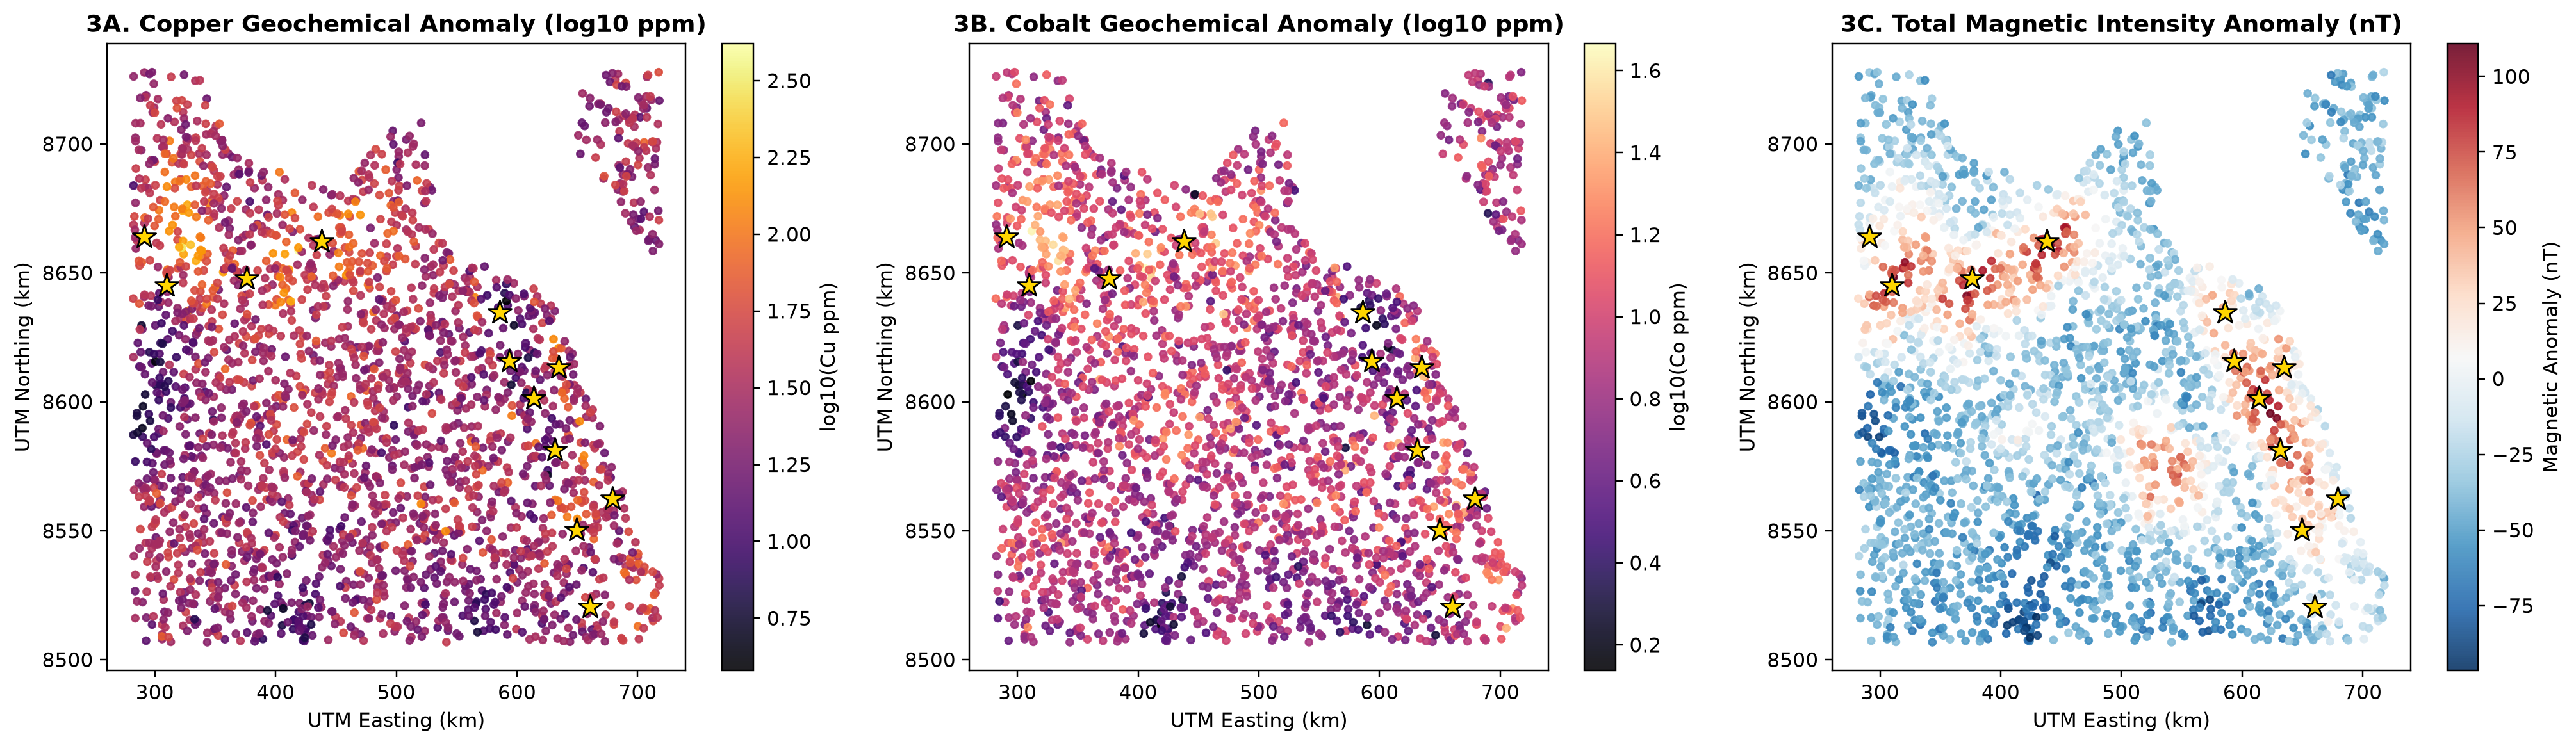 3A. Copper Geochemical Anomaly (log10 ppm)
8700
8650
8600
8550
8500
UTM Northing (km)
300 400 500 600 700
UTM Easting (km)
2.50
2.25
2.00
1.75
1.50
1.25
1.00
0.75
log10(Cu ppm)
3B. Cobalt Geochemical Anomaly (log10 ppm)
8700
8650
8600
8550
8500
UTM Northing (km)
300 400 500 600 700
UTM Easting (km)
1.6
1.4
1.2
1.0
0.8
0.6
0.4
0.2
log10(Co ppm)
3C. Total Magnetic Intensity Anomaly (nT)
8700
8650
8600
8550
8500
UTM Northing (km)
300 400 500 600 700
UTM Easting (km)
100
75
50
25
0
−25
−50
−75
Magnetic Anomaly (nT)